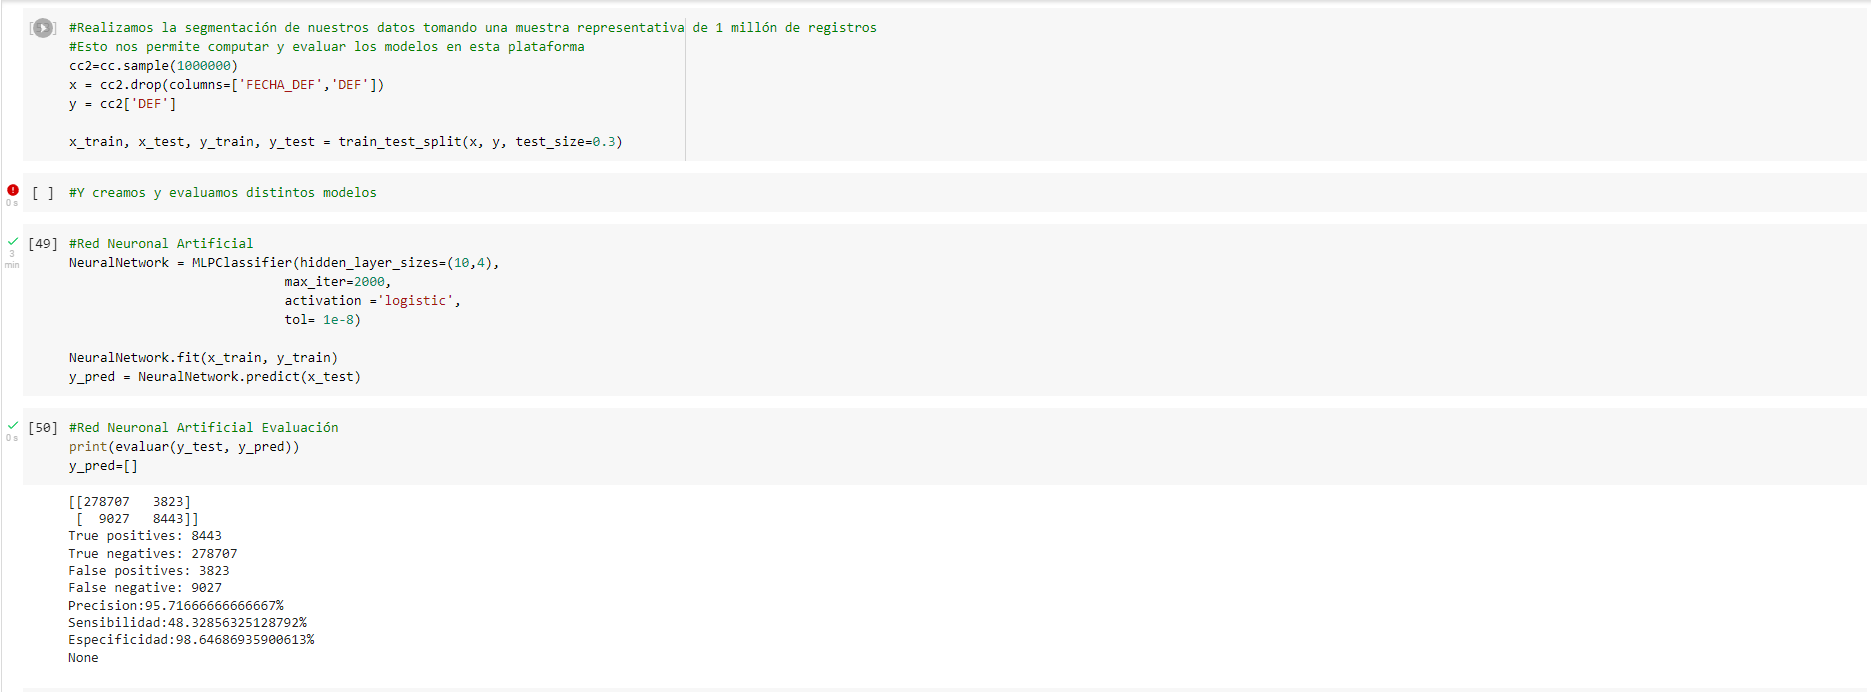 #Realizamos la segmentación de nuestros datos tomando una muestra representativa de 1 millón de registros
#Esto nos permite computar y evaluar los modelos en esta plataforma
cc2=cc.sample(1000000)
x = cc2.drop(columns=['FECHA_DEF','DEF'])
y = cc2['DEF']
x_train, x_test, y_train, y_test = train_test_split(x, y, test_size=0.3)
[ ] #Y creamos y evaluamos distintos modelos
0 s
[49] #Red Neuronal Artificial
3
min
NeuralNetwork = MLPClassifier(hidden_layer_sizes=(10,4),
max_iter=2000,
activation ='logistic',
tol= 1e-8)
NeuralNetwork.fit(x_train, y_train)
y_pred = NeuralNetwork.predict(x_test)
[50] #Red Neuronal Artificial Evaluación
0 s
print(evaluar(y_test, y_pred))
y_pred=[]
[[278707   3823]
[  9027   8443]]
True positives: 8443
True negatives: 278707
False positives: 3823
False negative: 9027
Precision:95.71666666666667%
Sensibilidad:48.32856325128792%
Especificidad:98.64686935900613%
None